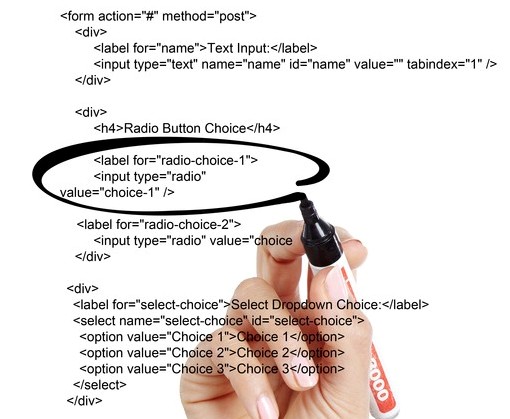 <form action="#" method="post">
<div>
<label for="name">Text Input:</label>
<input type="text" name="name" id="name" value="" tabindex="1" />
</div>
<div>
<h4>Radio Button Choice</h4>
<label for="radio-choice-1">
<input type="radio"
value="choice-1" />
<label for="radio-choice-2">
<input type="radio" value="choice
</div>
<div>
<label for="select-choice">Select Dropdown Choice:</label>
<select name="select-choice" id="select-choice">
<option value="Choice 1">Choice 1</option>
<option value="Choice 2">Choice 2</option>
<option value="Choice 3">Choice 3</option>
</select>
</div>